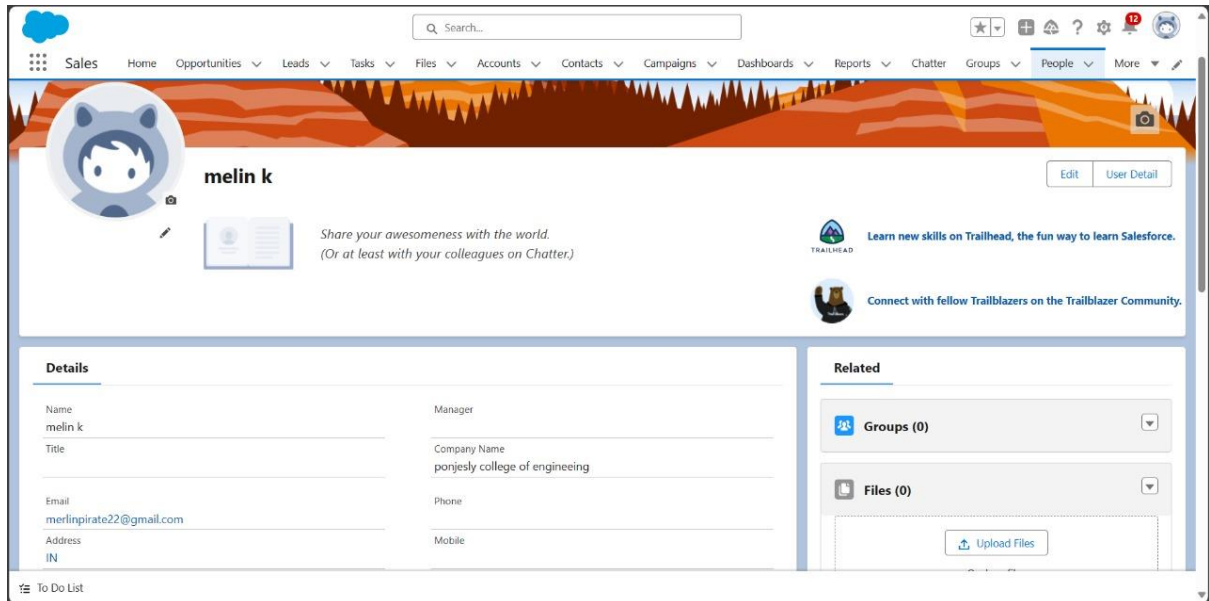 Search...
12
Sales Home Opportunities Leads Tasks Files Accounts Contacts Campaigns Dashboards Reports Chatter Groups People More
melin k
Edit User Detail
Share your awesomeness with the world.
(Or at least with your colleagues on Chatter.)
TRAILHEAD
Learn new skills on Trailhead, the fun way to learn Salesforce.
Connect with fellow Trailblazers on the Trailblazer Community.
Details
Name
melin k
Manager
Title
Company Name
ponjesly college of engineeing
Email
merlinpirate22@gmail.com
Phone
Address
IN
Mobile
Related
Groups (0)
Files (0)
Upload Files
To Do List